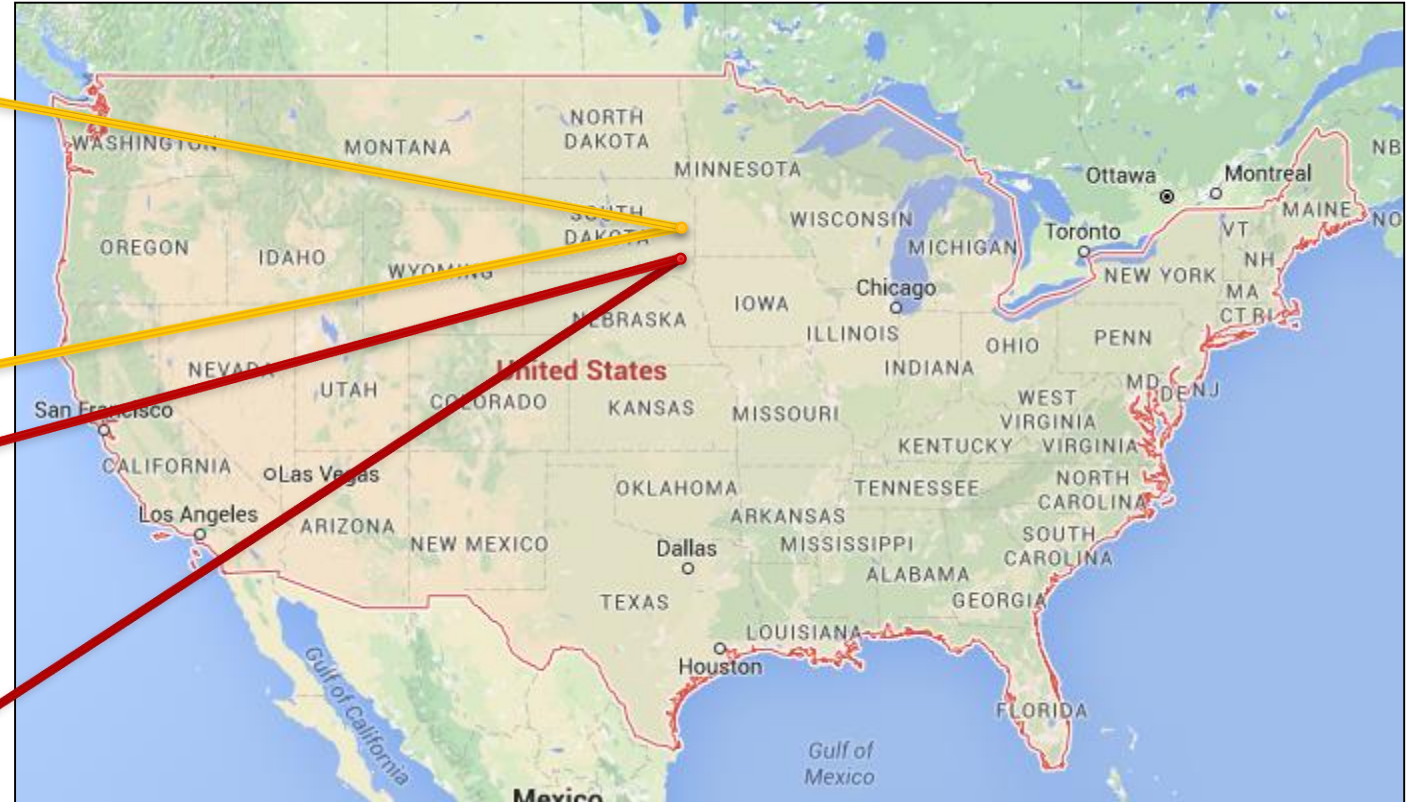 NORTH
DAKOTA
WASHINGTON
MONTANA
NB
MINNESOTA
Ottawa
Montreal
SOUTH
DAKOTA
WISCONSIN
MAINE
NO
OREGON
IDAHO
WYOMING
MICHIGAN
Toronto
VT
NH
NEW YORK
Chicago
MA
IOWA
CT RI
NEBRASKA
ILLINOIS
OHIO
PENN
NEVADA
United States
INDIANA
UTAH
MD
DE NJ
San Francisco
COLORADO
KANSAS
MISSOURI
WEST
VIRGINIA
KENTUCKY
VIRGINIA
CALIFORNIA
Las Vegas
OKLAHOMA
TENNESSEE
NORTH
CAROLINA
Los Angeles
ARIZONA
NEW MEXICO
ARKANSAS
Dallas
MISSISSIPPI
SOUTH
CAROLINA
ALABAMA
TEXAS
GEORGIA
LOUISIANA
Houston
Gulf of California
FLORIDA
Gulf of
Mexico
Mexico